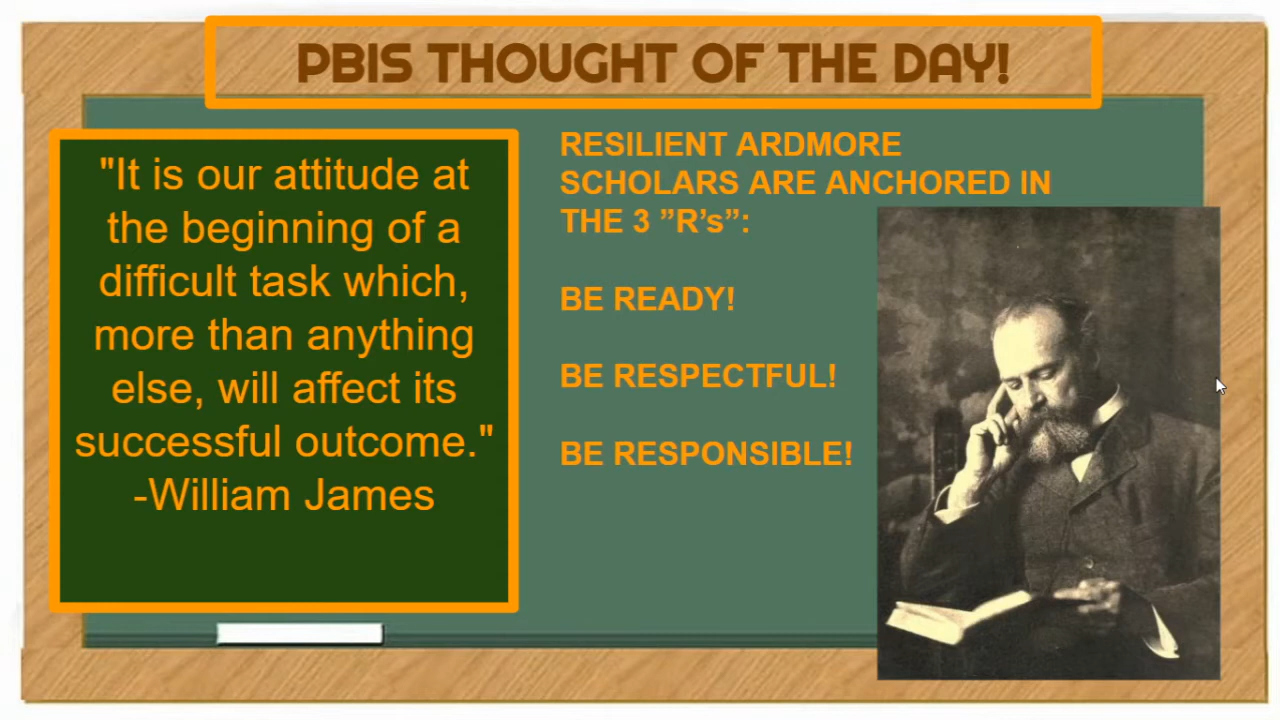 PBIS THOUGHT OF THE DAY!
"It is our attitude at
the beginning of a
difficult task which,
more than anything
else, will affect its
successful outcome."
-William James
RESILIENT ARDMORE
SCHOLARS ARE ANCHORED IN
THE 3 ”R’s”:
BE READY!
BE RESPECTFUL!
BE RESPONSIBLE!